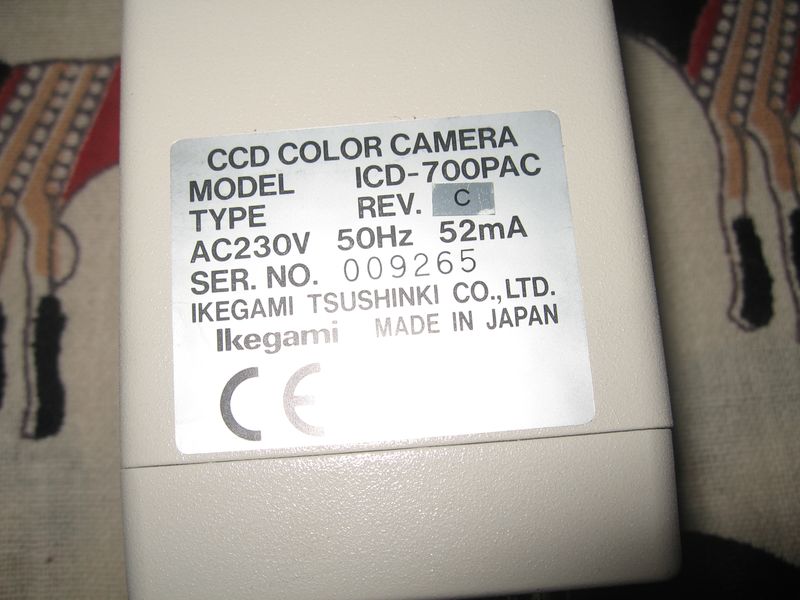 CCD COLOR CAMERA
MODEL ICD-700PAC
TYPE REV. C
AC230V 50Hz 52mA
SER. NO. 009265
IKEGAMI TSUSHINKI CO.,LTD.
Ikegami MADE IN JAPAN
CE